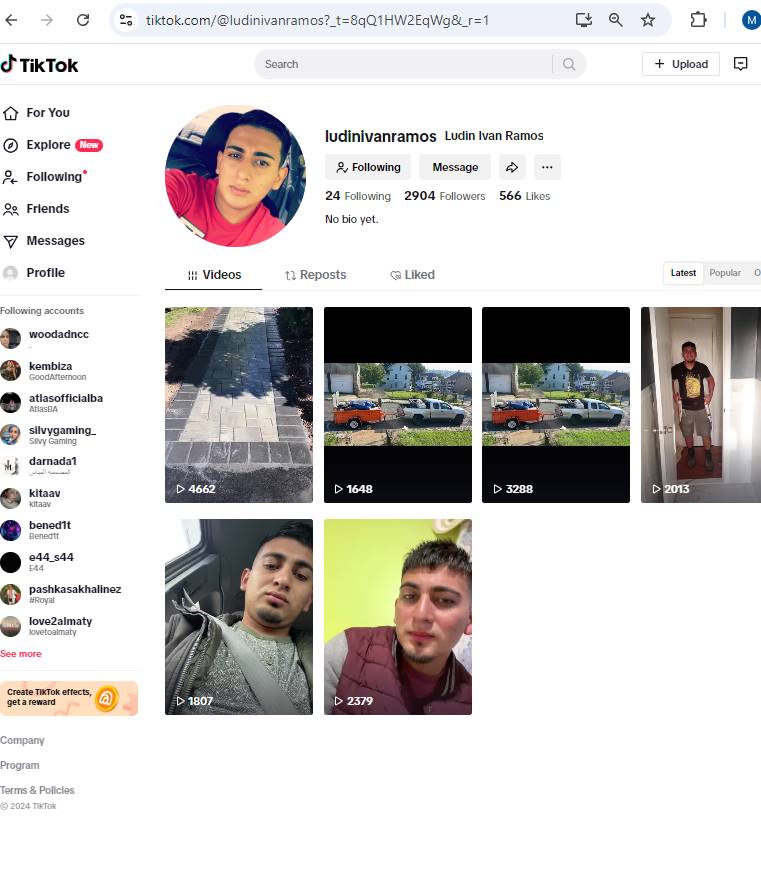 tiktok.com/@ludinivanramos?_t=8qQ1HW2EqWg&_r=1
M
TikTok
Search
+ Upload
For You
Explore New
Following
Friends
Messages
Profile
Following accounts
woodadncc
kembiza
GoodAfternoon
atlasofficialba
AtlasBA
silvygaming_
Silvy Gaming
darnada1
kitaav
kitaav
bened1t
Bened!t
e44_s44
E44
pashkasakhalinez
#Royal
love2almaty
lovetoalmaty
See more
Create TikTok effects,
get a reward
Company
Program
Terms & Policies
© 2024 TikTok
ludinivanramos Ludin Ivan Ramos
Following Message
24 Following 2904 Followers 566 Likes
No bio yet.
Videos Reposts Liked
Latest Popular O
4662 1648 3288 2013
1807 2379